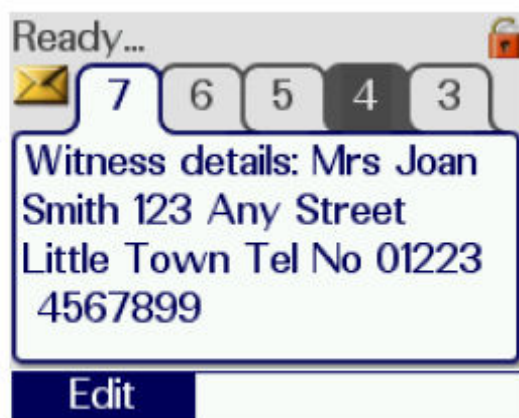 Ready...
7 6 5 4 3
Witness details: Mrs Joan
Smith 123 Any Street
Little Town Tel No 01223
4567899
Edit